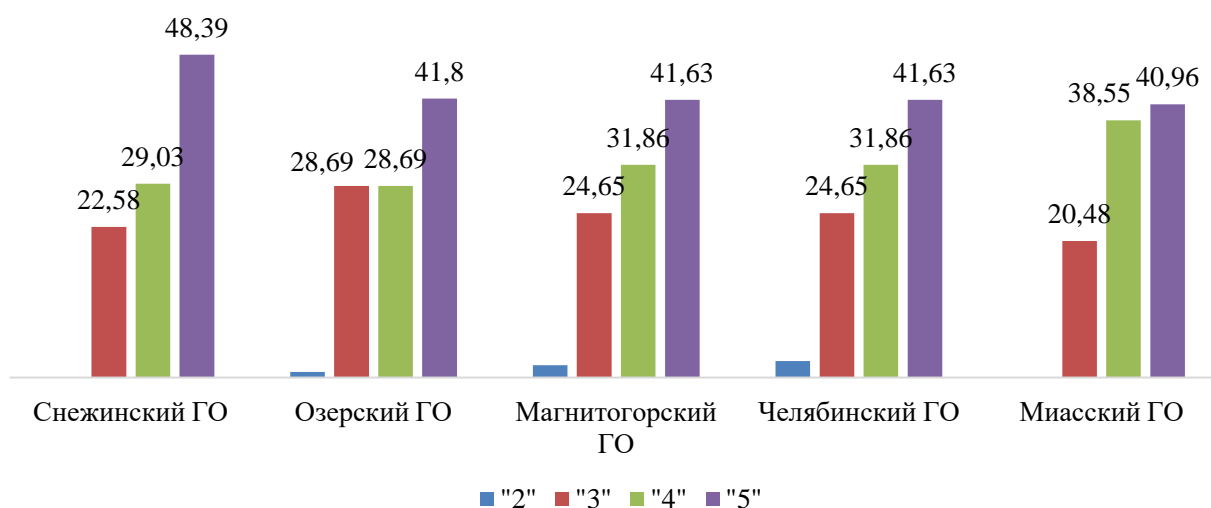 48,39
41,8
41,63
41,63
40,96
38,55
31,86
31,86
29,03
28,69
28,69
24,65
24,65
22,58
20,48
Снежинский ГО
Озерский ГО
Магнитогорский
ГО
Челябинский ГО
Миасский ГО
"2" "3" "4" "5"